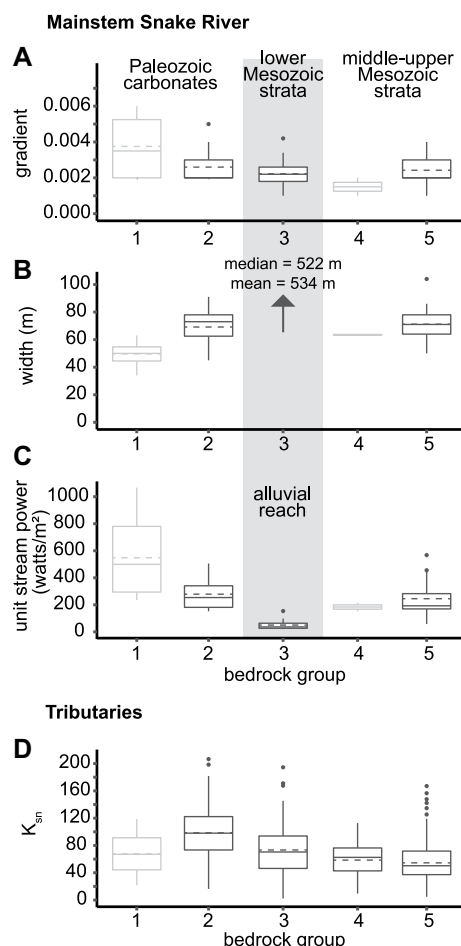 Mainstem Snake River
A
Paleozoic
carbonates
lower
Mesozoic
strata
middle-upper
Mesozoic
strata
gradient
0.006
0.004
0.002
0.000
1 2 3 4 5
B
median = 522 m
mean = 534 m
width (m)
100
80
60
40
20
0
1 2 3 4 5
C
alluvial
reach
unit stream power
(watts/m²)
1000
800
600
400
200
0
1 2 3 4 5
bedrock group
Tributaries
D
Ksn
200
160
120
80
40
0
1 2 3 4 5
bedrock group